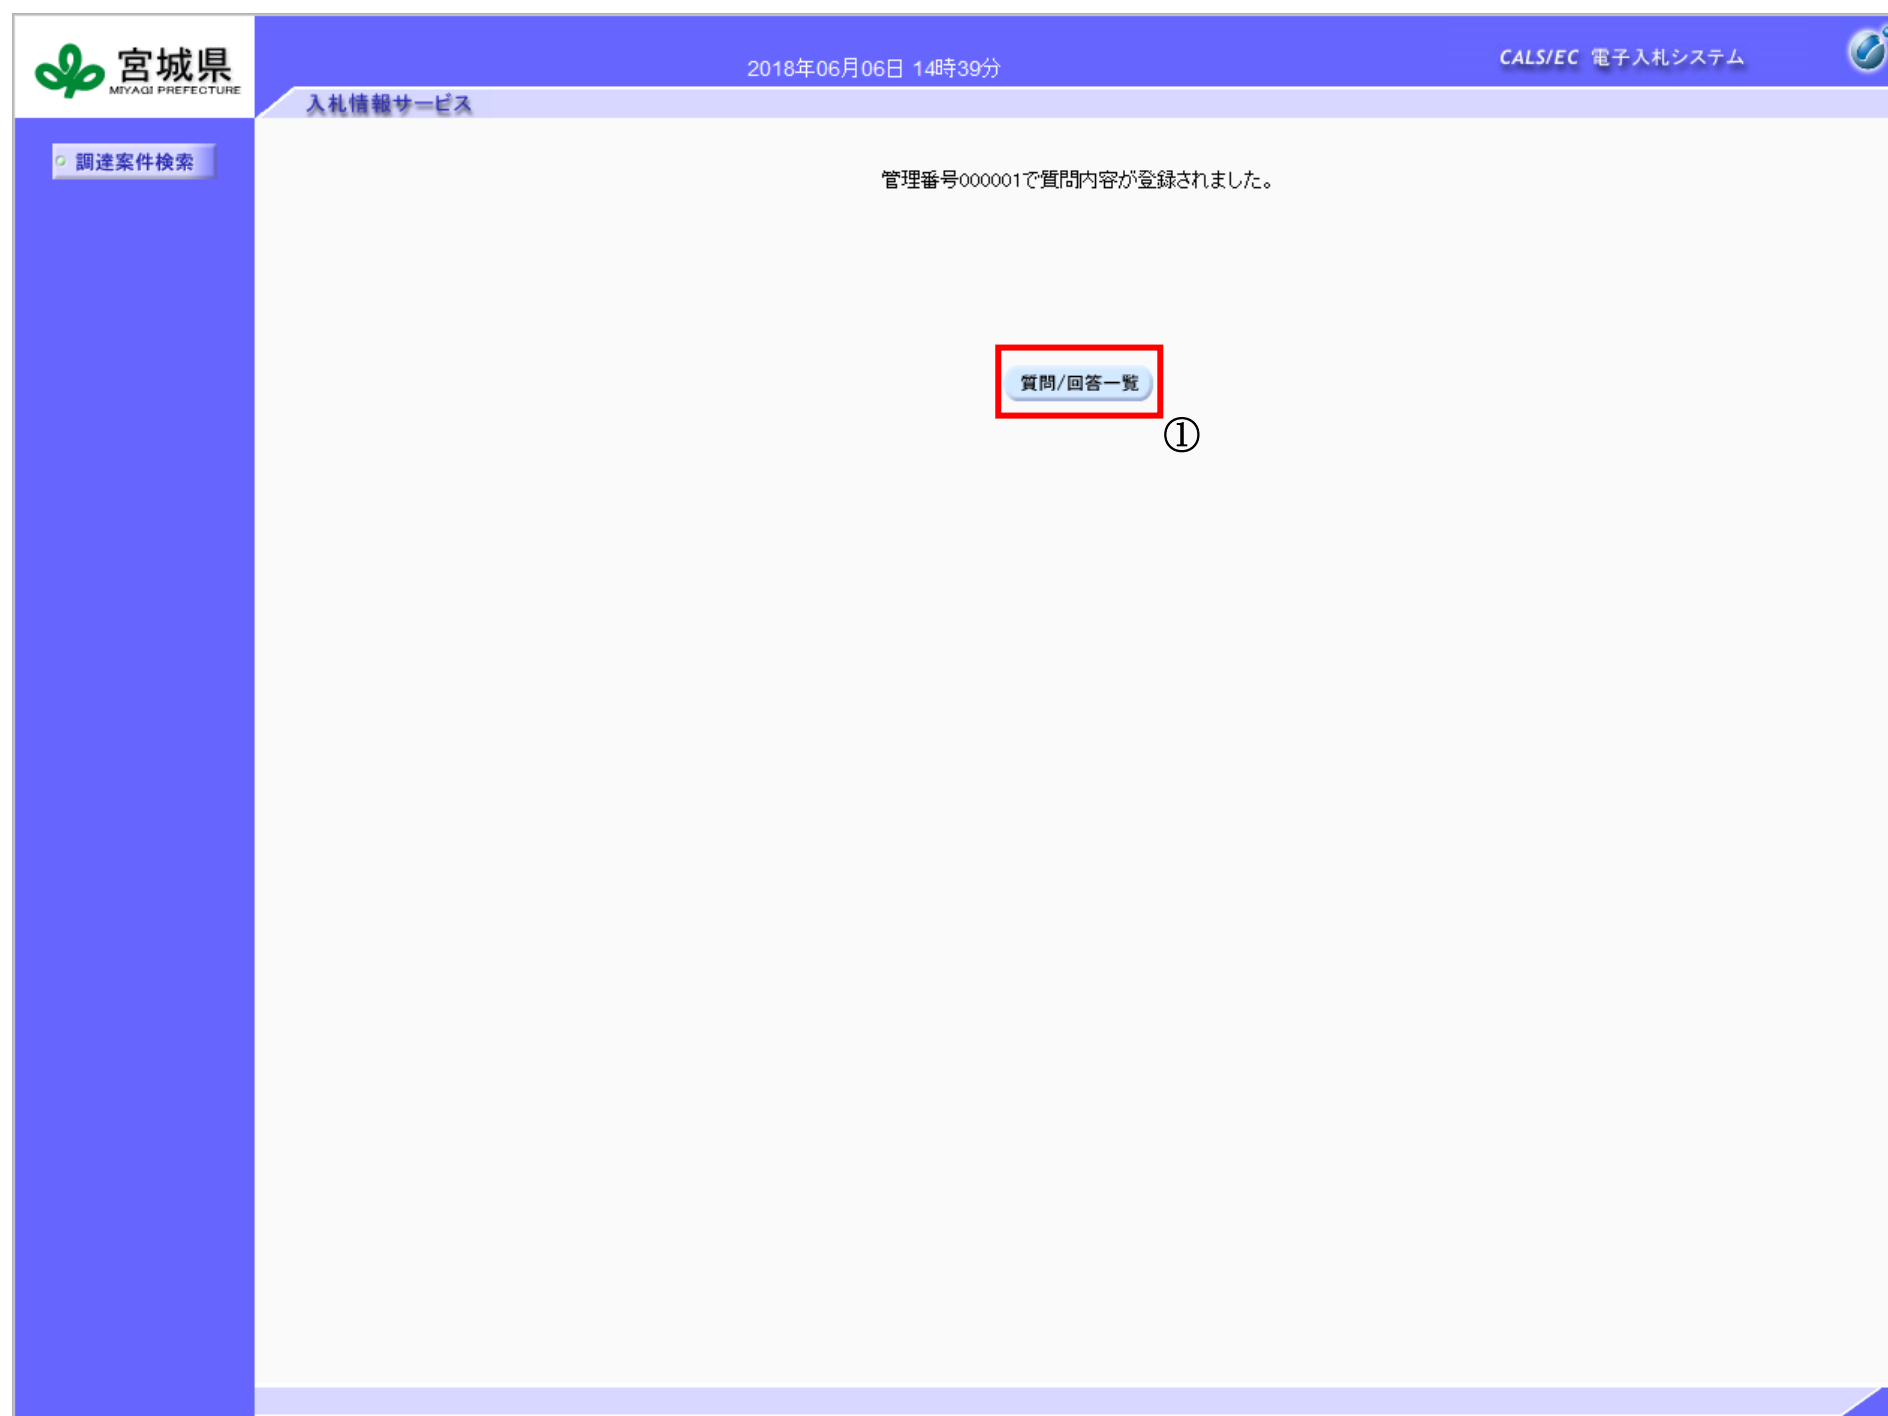 宮城県
MIYAGI PREFECTURE
2018年06月06日 14時39分
CALS/EC 電子入札システム
入札情報サービス
調達案件検索
管理番号000001で質問内容が登録されました。
質問/回答一覧
①